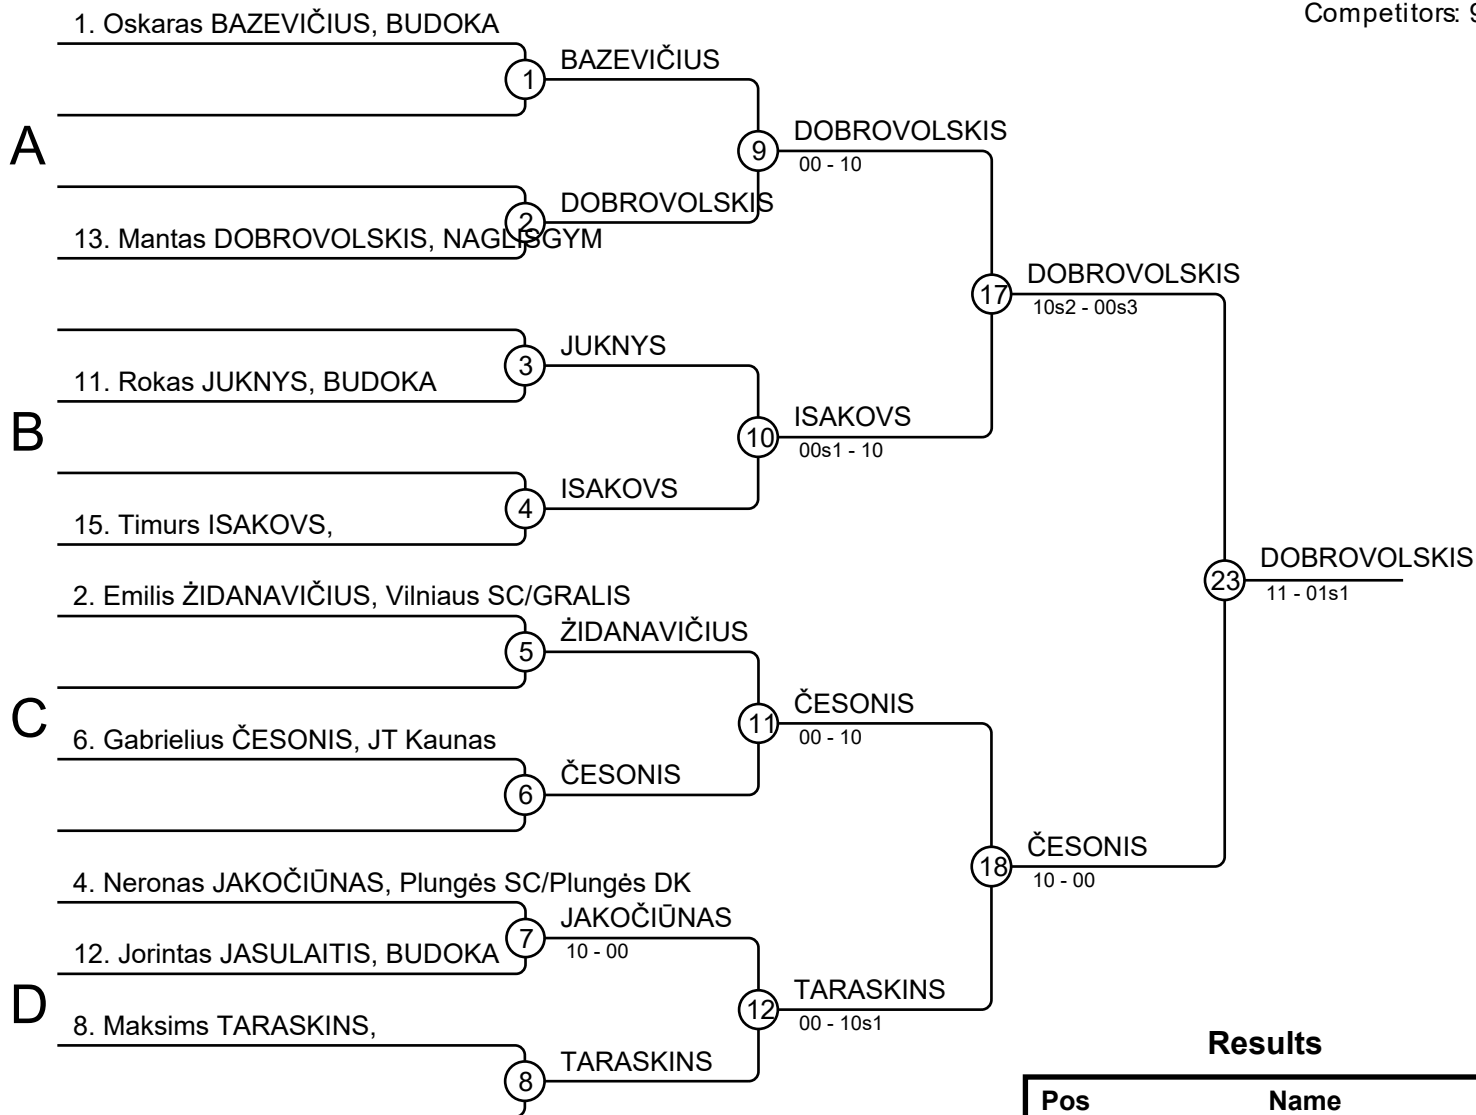 Competitors: 9
1. Oskaras BAZEVIČIUS, BUDOKA
1
BAZEVIČIUS
A
9
DOBROVOLSKIS
00 - 10
2
DOBROVOLSKIS
13. Mantas DOBROVOLSKIS, NAGLISGYM
17
DOBROVOLSKIS
10s2 - 00s3
3
JUKNYS
11. Rokas JUKNYS, BUDOKA
B
10
ISAKOVS
00s1 - 10
4
ISAKOVS
15. Timurs ISAKOVS,
23
DOBROVOLSKIS
11 - 01s1
2. Emilis ŽIDANAVIČIUS, Vilniaus SC/GRALIS
5
ŽIDANAVIČIUS
C
11
ČESONIS
00 - 10
6. Gabrielius ČESONIS, JT Kaunas
6
ČESONIS
18
ČESONIS
10 - 00
4. Neronas JAKOČIŪNAS, Plungės SC/Plungės DK
7
JAKOČIŪNAS
10 - 00
12. Jorintas JASULAITIS, BUDOKA
D
12
TARASKINS
00 - 10s1
8. Maksims TARASKINS,
8
TARASKINS
Results
Pos Name